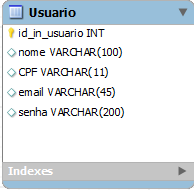 Usuario
id_in_usuario INT
nome VARCHAR(100)
CPF VARCHAR(11)
email VARCHAR(45)
senha VARCHAR(200)
Indexes